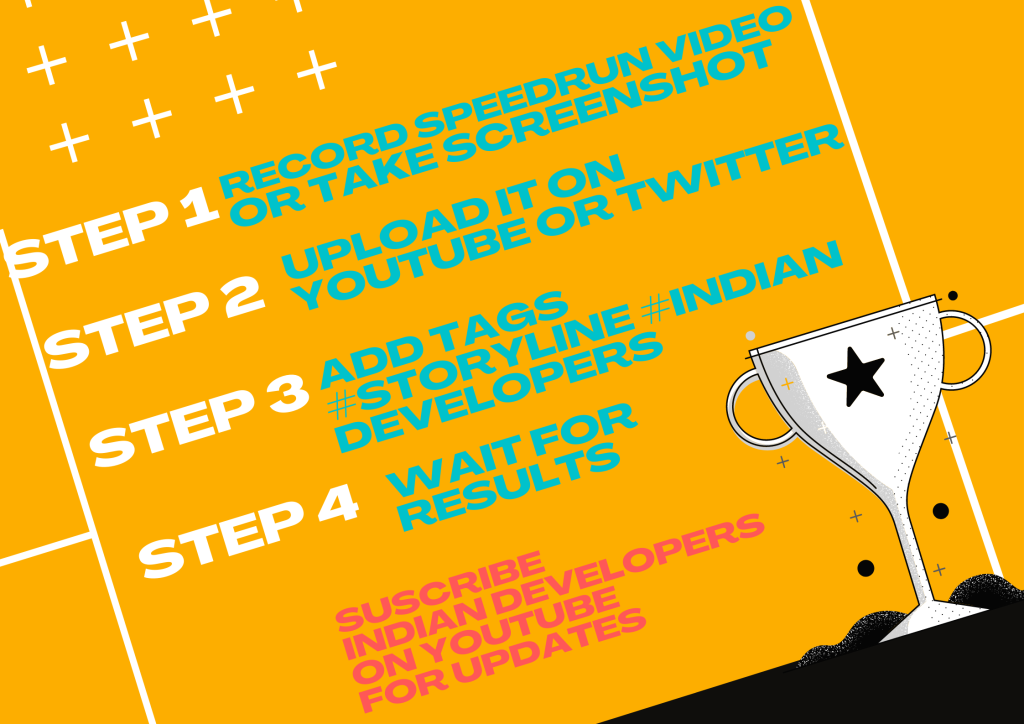 STEP 1 RECORD SPEEDRUN VIDEO
OR TAKE SCREENSHOT
STEP 2 UPLOAD IT ON
YOUTUBE OR TWITTER
STEP 3 ADD TAGS
#STORYLINE #INDIAN
DEVELOPERS
STEP 4 WAIT FOR
RESULTS
SUSCRIBE
INDIAN DEVELOPERS
ON YOUTUBE
FOR UPDATES